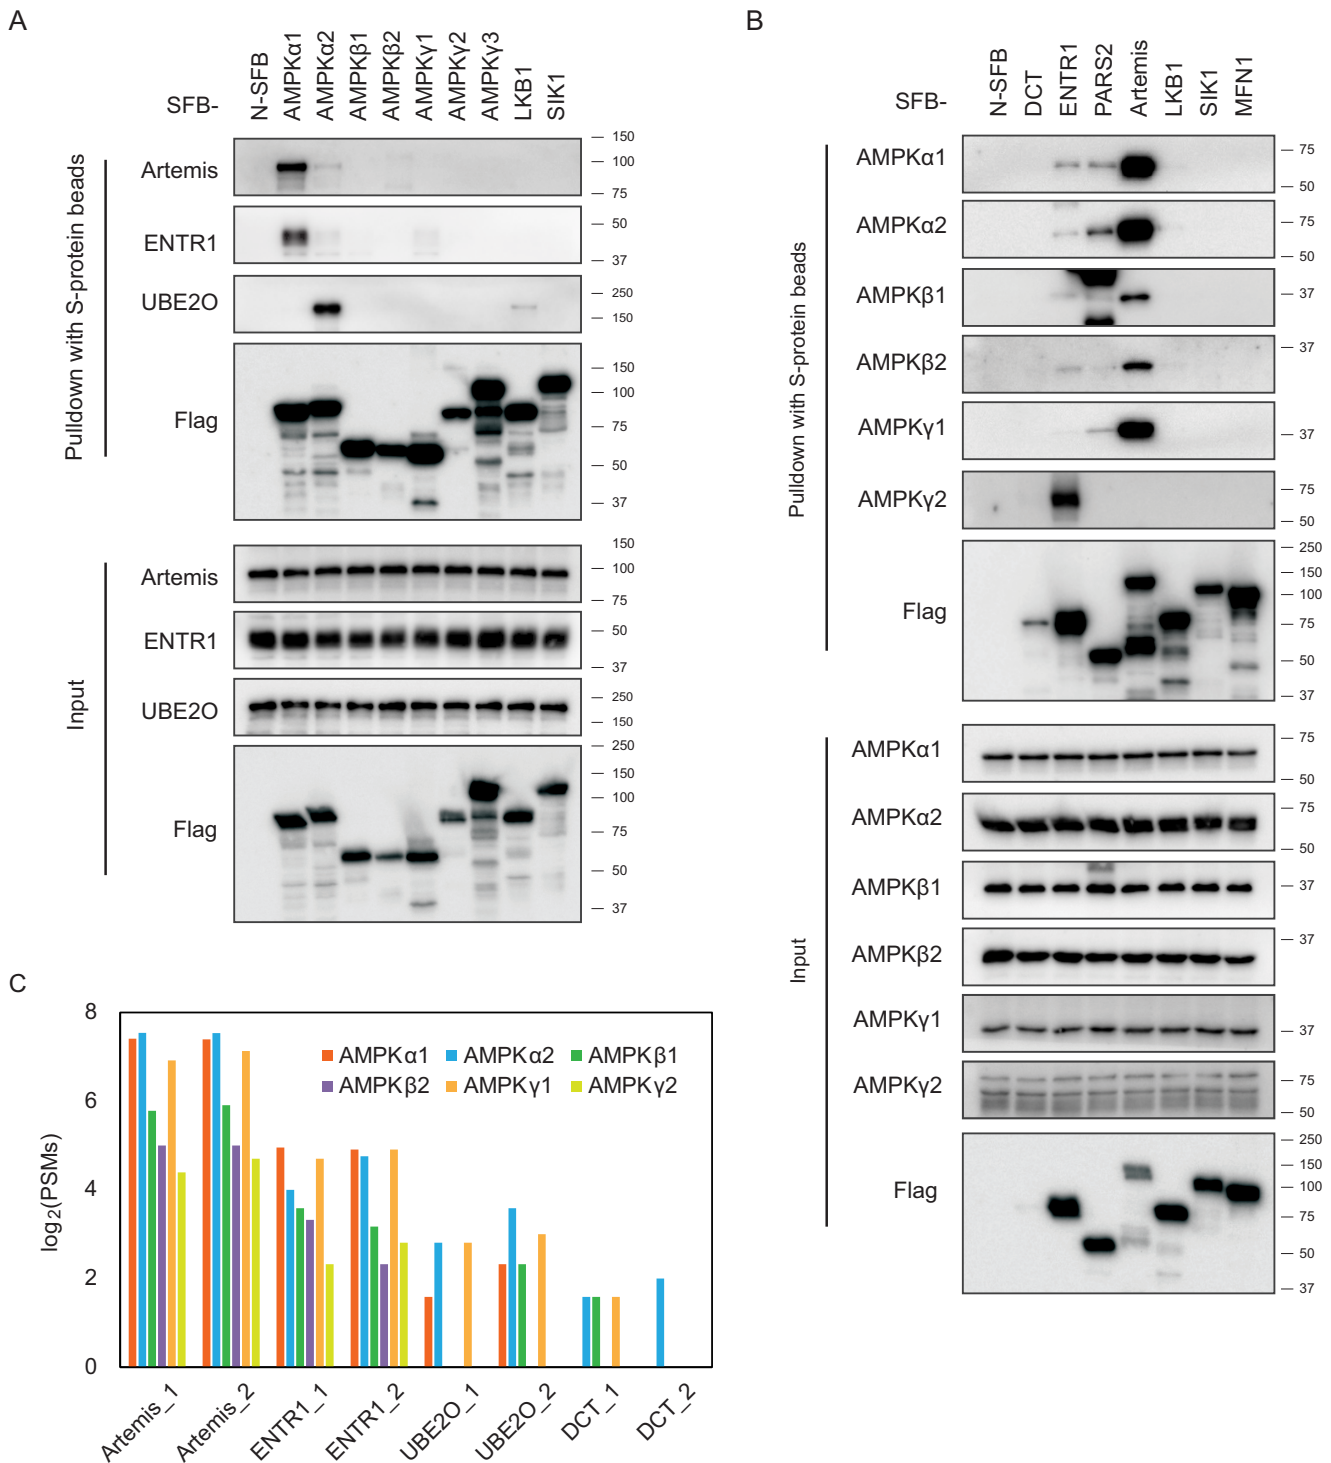 A
SFB-
N-SFB
AMPKα1
AMPKα2
AMPKβ1
AMPKβ2
AMPKγ1
AMPKγ2
AMPKγ3
LKB1
SIK1
Pulldown with S-protein beads
Artemis
150
100
75
ENTR1
50
37
UBE2O
250
150
Flag
150
100
75
50
37
Input
Artemis
150
100
75
ENTR1
50
37
UBE2O
250
150
Flag
250
150
100
75
50
37
B
SFB-
N-SFB
DCT
ENTR1
PARS2
Artemis
LKB1
SIK1
MFN1
Pulldown with S-protein beads
AMPKα1
75
50
AMPKα2
75
50
AMPKβ1
37
AMPKβ2
37
AMPKγ1
37
AMPKγ2
75
50
Flag
250
150
100
75
50
37
Input
AMPKα1
75
50
AMPKα2
75
50
AMPKβ1
37
AMPKβ2
37
AMPKγ1
37
AMPKγ2
75
50
Flag
250
150
100
75
50
37
C
log2(PSMs)
8
6
4
2
0
AMPKα1 AMPKα2 AMPKβ1
AMPKβ2 AMPKγ1 AMPKγ2
Artemis_1
Artemis_2
ENTR1_1
ENTR1_2
UBE2O_1
UBE2O_2
DCT_1
DCT_2